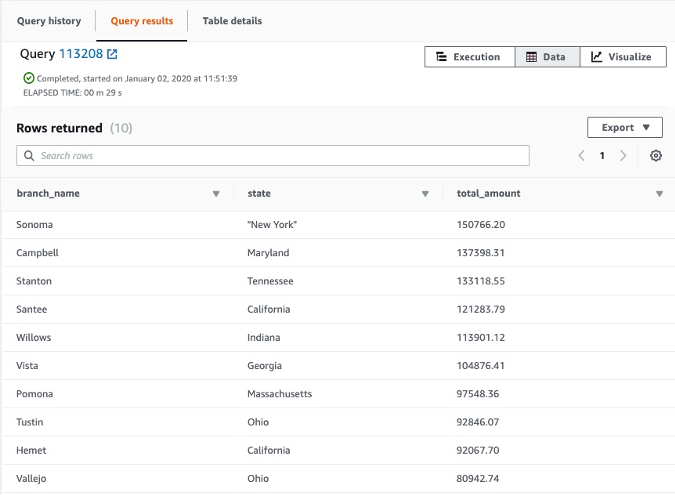 Query history Query results Table details
Query 113208 Execution Data Visualize
Completed, started on January 02, 2020 at 11:51:39
ELAPSED TIME: 00 m 29 s
Rows returned (10) Export
Search rows 1
branch_name state total_amount
Sonoma "New York" 150766.20
Campbell Maryland 137398.31
Stanton Tennessee 133118.55
Santee California 121283.79
Willows Indiana 113901.12
Vista Georgia 104876.41
Pomona Massachusetts 97548.36
Tustin Ohio 92846.07
Hemet California 92067.70
Vallejo Ohio 80942.74